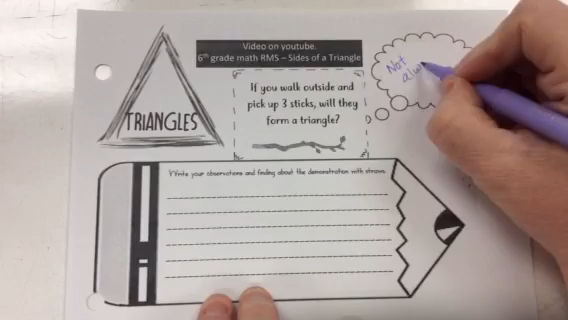 Video on youtube.
6th grade math RMS – Sides of a Triangle
TRIANGLES
If you walk outside and
pick up 3 sticks, will they
form a triangle?
Not
Write your observations and finding about the demonstration with straws.